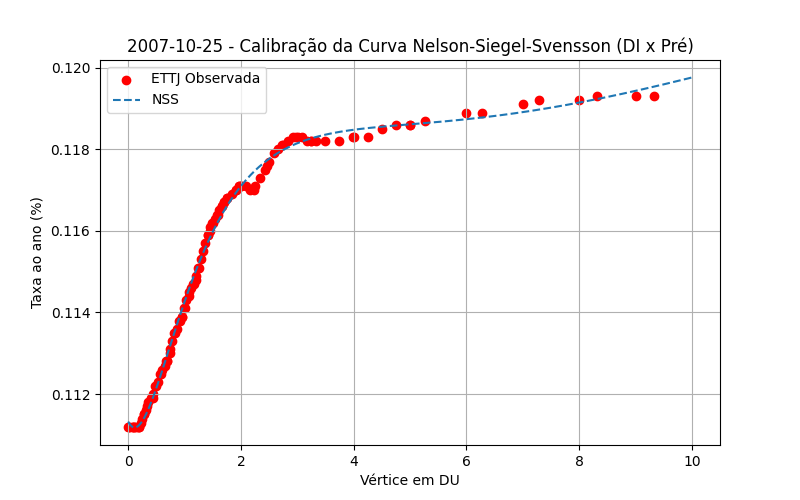 2007-10-25 - Calibração da Curva Nelson-Siegel-Svensson (DI x Pré)
ETTJ Observada
NSS
Taxa ao ano (%)
0.120
0.118
0.116
0.114
0.112
0
2
4
6
8
10
Vértice em DU